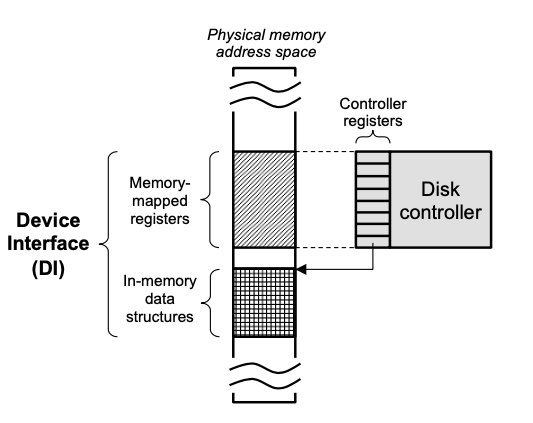 Physical memory
address space
Controller
registers
Memory-
mapped
registers
Disk
controller
Device
Interface
(DI)
In-memory
data
structures